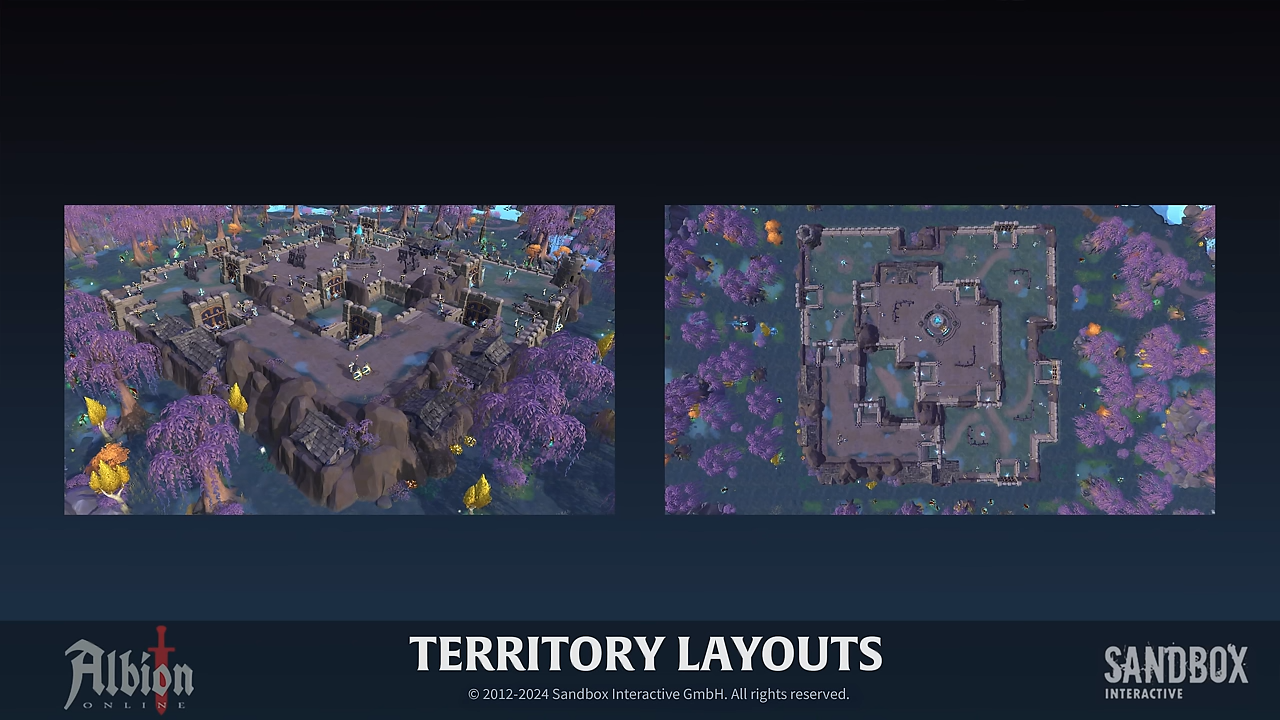 TERRITORY LAYOUTS
© 2012-2024 Sandbox Interactive GmbH. All rights reserved.
Albion
ONLINE
SANDBOX
INTERACTIVE